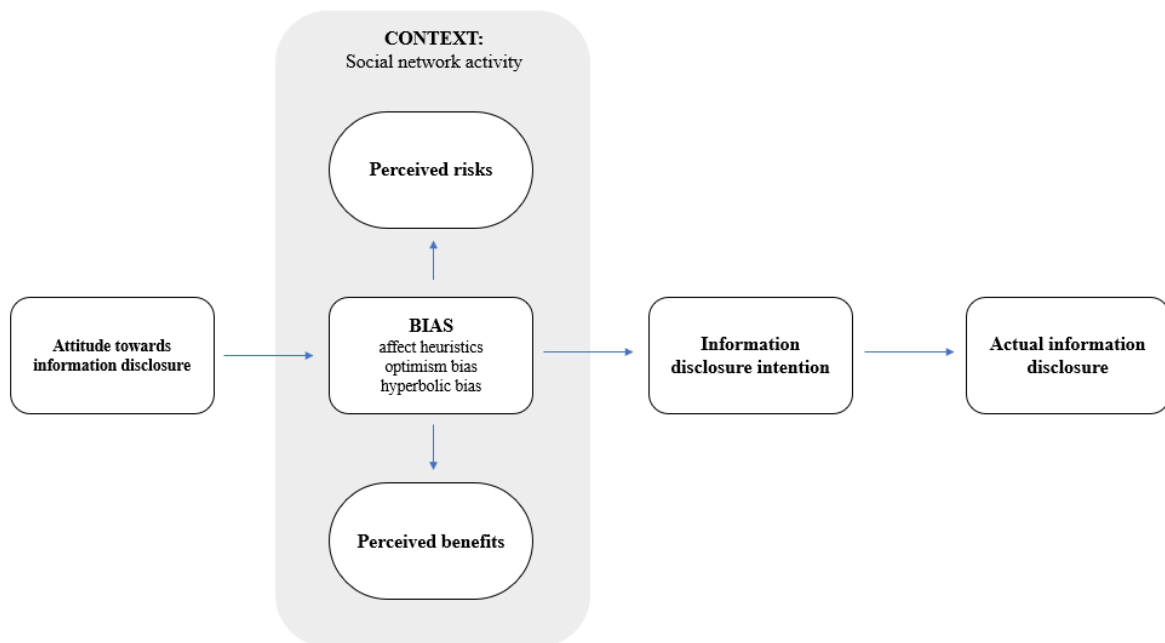 CONTEXT:
Social network activity
Perceived risks
Attitude towards
information disclosure
BIAS
affect heuristics
optimism bias
hyperbolic bias
Information
disclosure intention
Actual information
disclosure
Perceived benefits